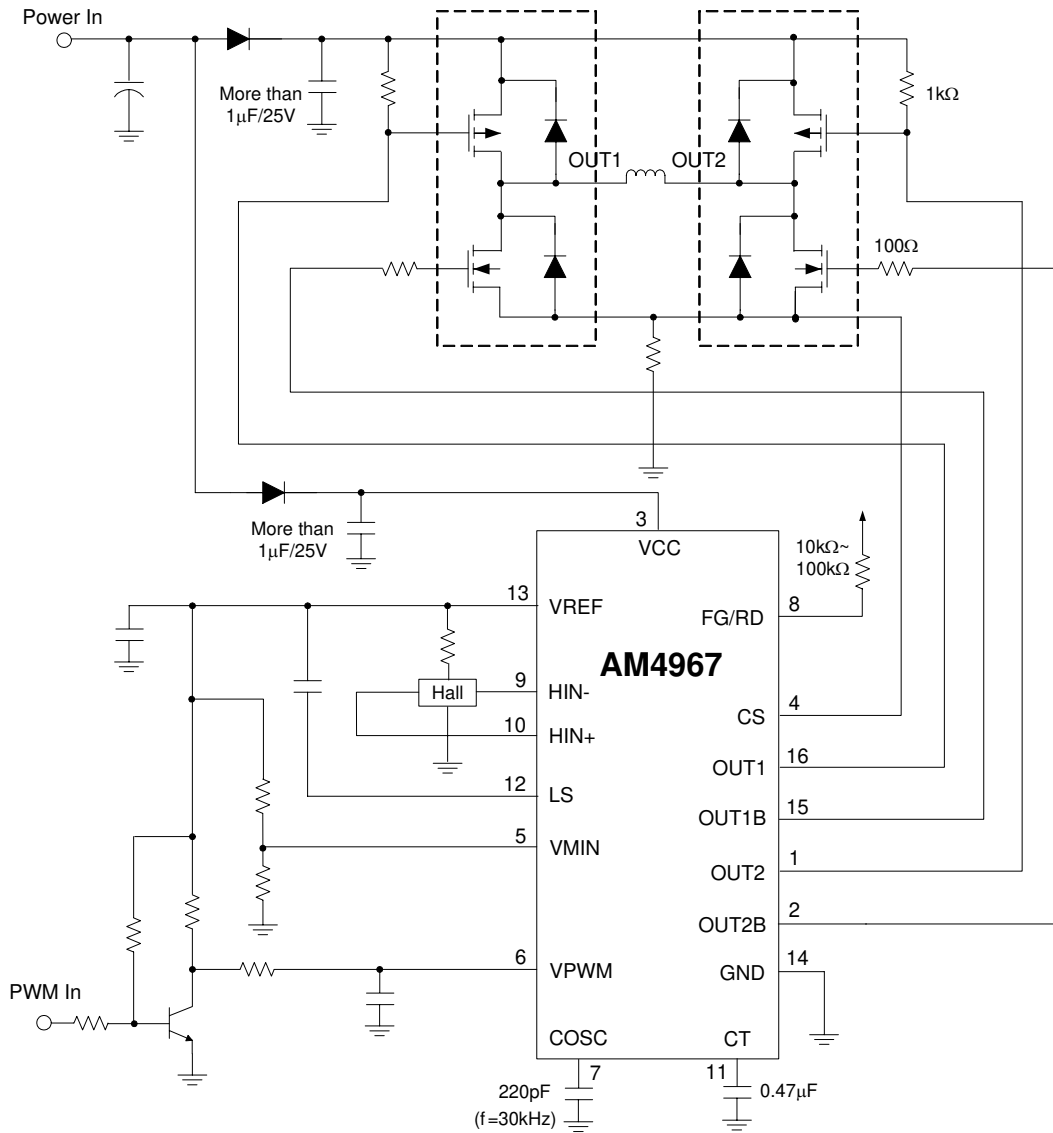 Power In
More than
1μF/25V
1kΩ
OUT1
OUT2
100Ω
More than
1μF/25V
3
VCC
10kΩ~
100kΩ
13
VREF
8
FG/RD
AM4967
9
HIN-
Hall
10
HIN+
4
CS
16
OUT1
12
LS
15
OUT1B
5
VMIN
1
OUT2
2
OUT2B
6
VPWM
14
GND
PWM In
COSC
CT
7
11
220pF
(f=30kHz)
0.47μF